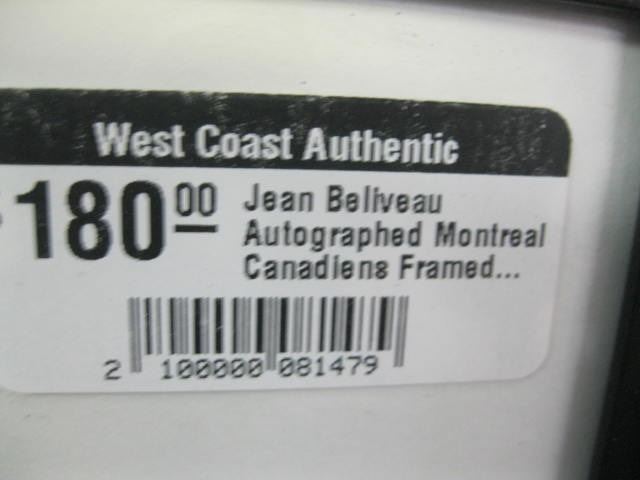 West Coast Authentic
$180.00
Jean Beliveau
Autographed Montreal
Canadiens Framed...
2 100000 081479